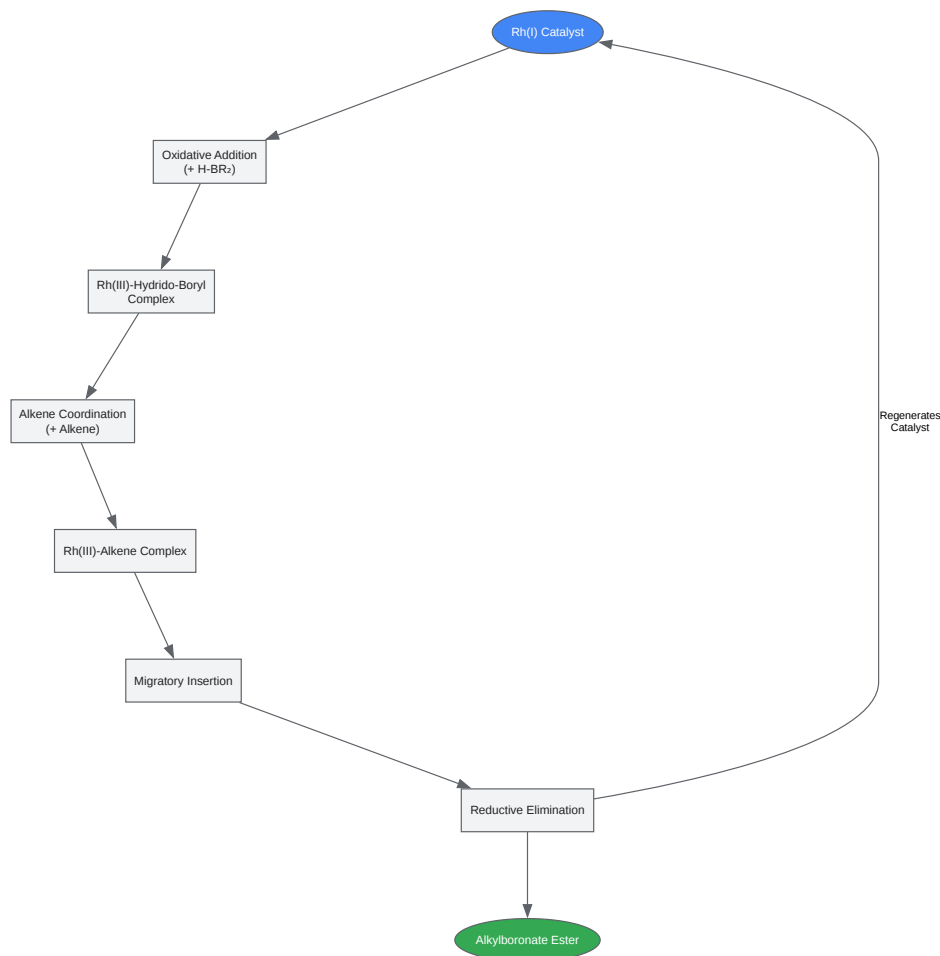 Rh(I) Catalyst
Oxidative Addition
(+ H-BR₂)
Rh(III)-Hydrido-Boryl
Complex
Alkene Coordination
(+ Alkene)
Regenerates
Catalyst
Rh(III)-Alkene Complex
Migratory Insertion
Reductive Elimination
Alkylboronate Ester